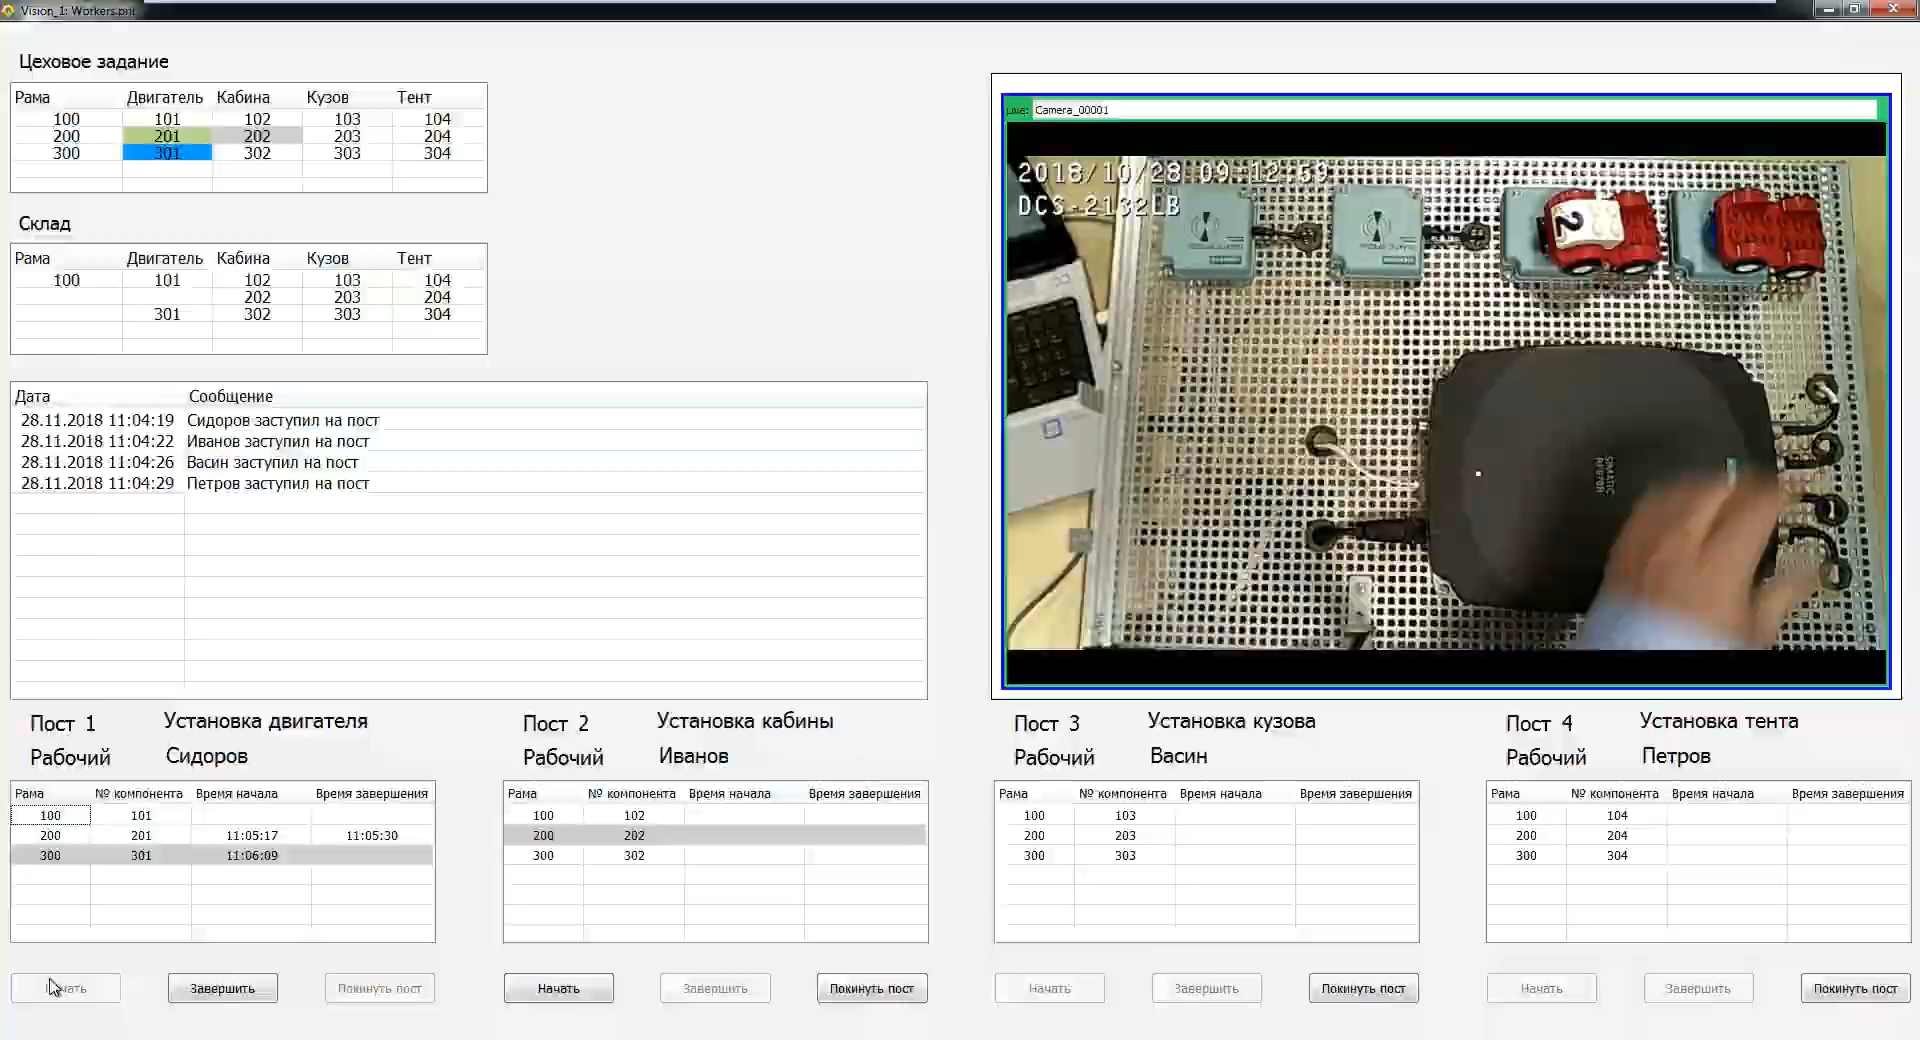 Vision_1: Workers.pnl
Цеховое задание
Рама Двигатель Кабина Кузов Тент
100 101 102 103 104
200 201 202 203 204
300 301 302 303 304
Склад
Рама Двигатель Кабина Кузов Тент
100 101 102 103 104
202 203 204
301 302 303 304
Дата Сообщение
28.11.2018 11:04:19 Сидоров заступил на пост
28.11.2018 11:04:22 Иванов заступил на пост
28.11.2018 11:04:26 Васин заступил на пост
28.11.2018 11:04:29 Петров заступил на пост
Live: Camera_00001
2018/10/28 09:12:59
DCS-2132LB
2
SIMATIC
Пост 1 Установка двигателя
Рабочий Сидоров
Рама № компонента Время начала Время завершения
100 101
200 201 11:05:17 11:05:30
300 301 11:06:09
Завершить Покинуть пост
Пост 2 Установка кабины
Рабочий Иванов
Рама № компонента Время начала Время завершения
100 102
200 202
300 302
Начать Завершить Покинуть пост
Пост 3 Установка кузова
Рабочий Васин
Рама № компонента Время начала Время завершения
100 103
200 203
300 303
Начать Завершить Покинуть пост
Пост 4 Установка тента
Рабочий Петров
Рама № компонента Время начала Время завершения
100 104
200 204
300 304
Начать Завершить Покинуть пост